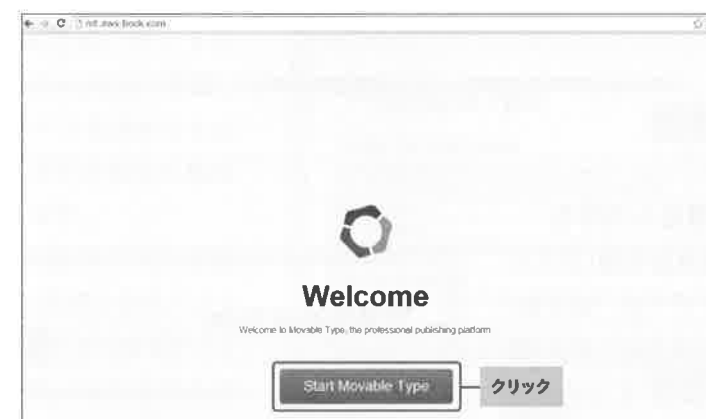 Welcome
Welcome to Movable Type, the professional publishing platform
Start Movable Type
クリック